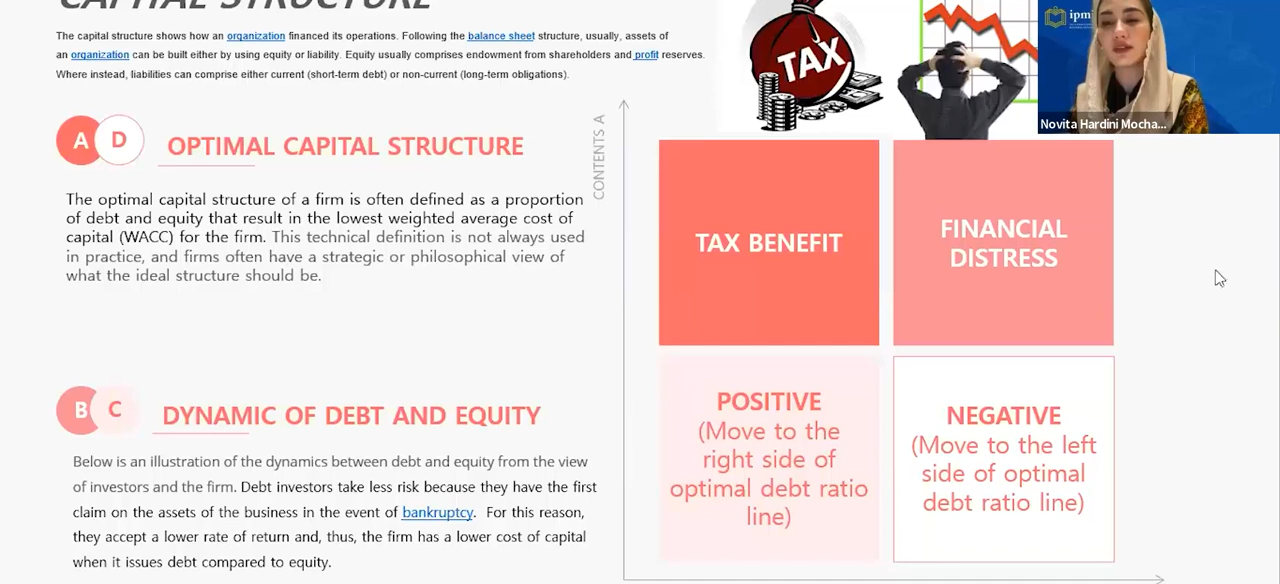 CAPITAL STRUCTURE
The capital structure shows how an organization financed its operations. Following the balance sheet structure, usually, assets of
an organization can be built either by using equity or liability. Equity usually comprises endowment from shareholders and profit reserves.
Where instead, liabilities can comprise either current (short-term debt) or non-current (long-term obligations).
A D
OPTIMAL CAPITAL STRUCTURE
The optimal capital structure of a firm is often defined as a proportion
of debt and equity that result in the lowest weighted average cost of
capital (WACC) for the firm. This technical definition is not always used
in practice, and firms often have a strategic or philosophical view of
what the ideal structure should be.
B C
DYNAMIC OF DEBT AND EQUITY
Below is an illustration of the dynamics between debt and equity from the view
of investors and the firm. Debt investors take less risk because they have the first
claim on the assets of the business in the event of bankruptcy. For this reason,
they accept a lower rate of return and, thus, the firm has a lower cost of capital
when it issues debt compared to equity.
CONTENTS A
TAX
ipm
Novita Hardini Mocha...
TAX BENEFIT
FINANCIAL
DISTRESS
POSITIVE
(Move to the
right side of
optimal debt ratio
line)
NEGATIVE
(Move to the left
side of optimal
debt ratio line)